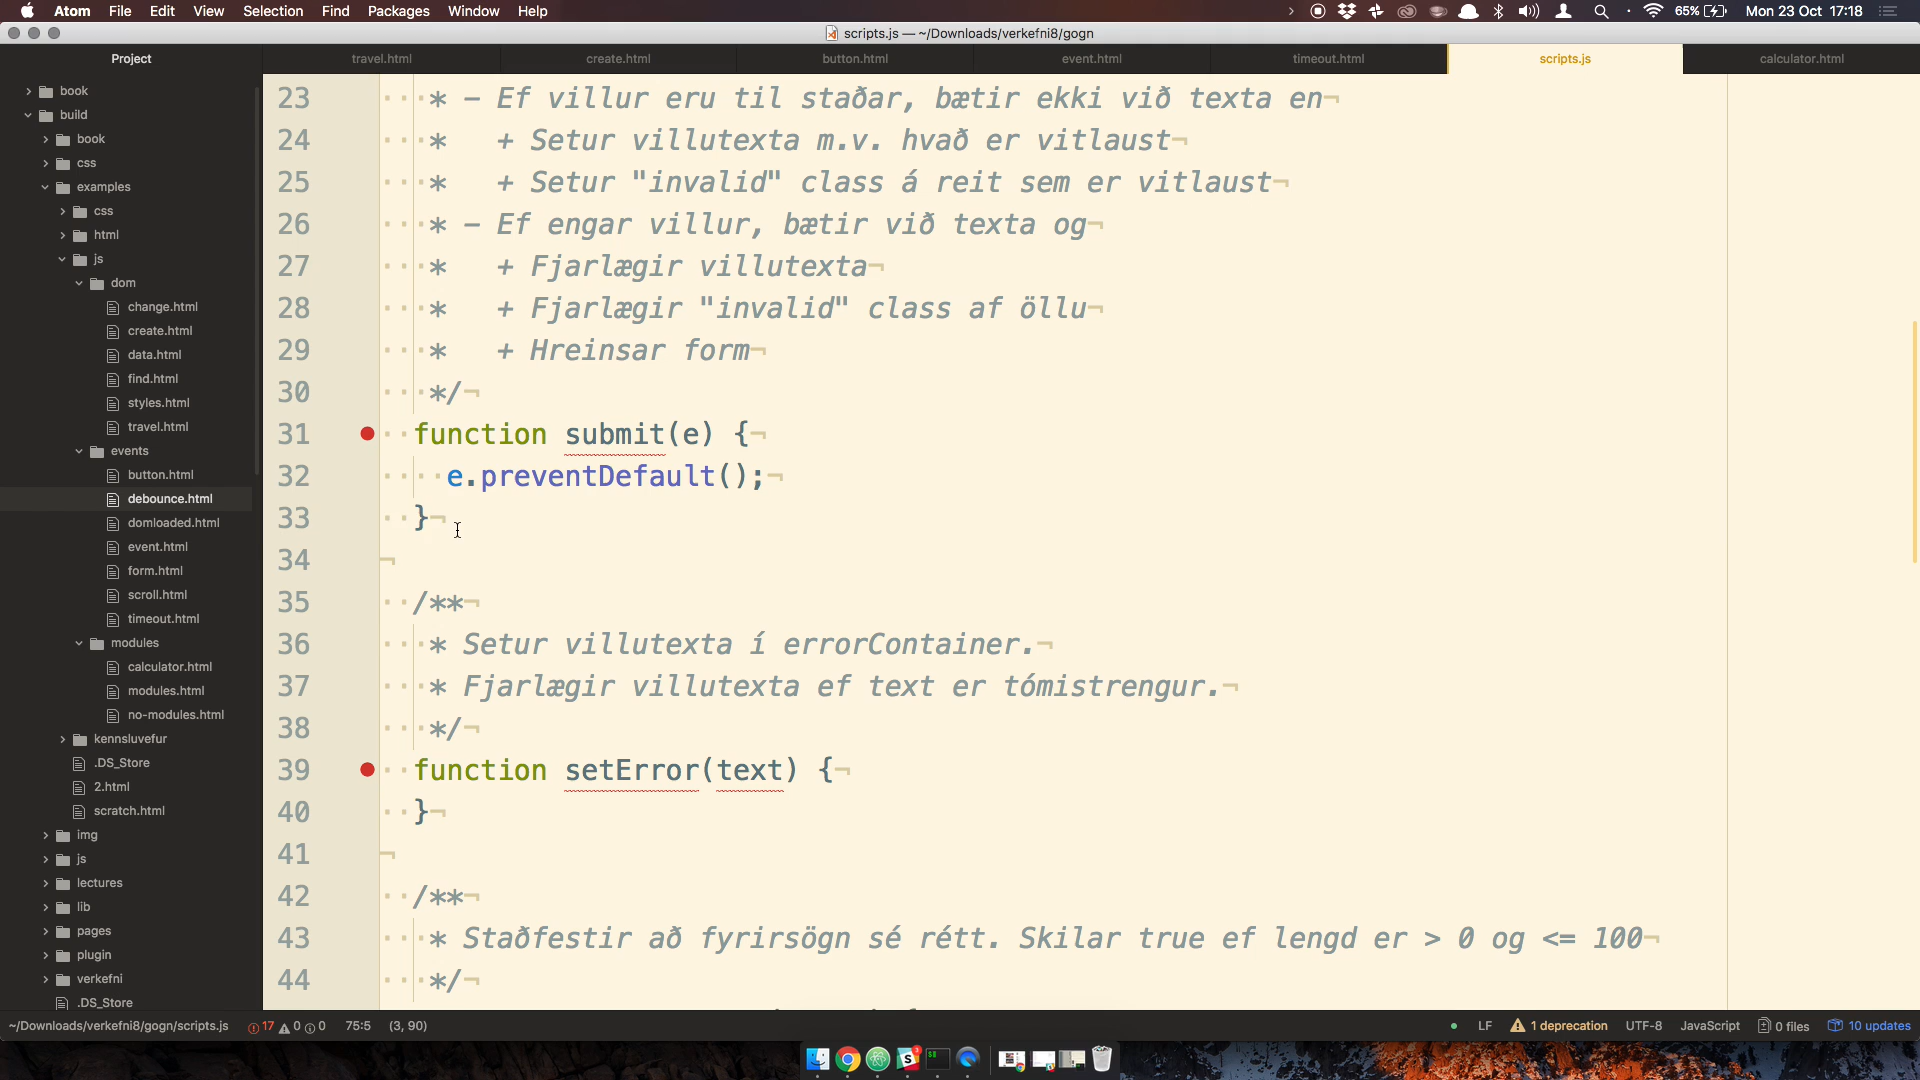 Atom File Edit View Selection Find Packages Window Help 65% Mon 23 Oct 17:18
scripts.js — ~/Downloads/verkefni8/gogn
Project travel.html create.html button.html event.html timeout.html scripts.js calculator.html
book
build
book
css
examples
css
html
js
dom
change.html
create.html
data.html
find.html
styles.html
travel.html
events
button.html
debounce.html
domloaded.html
event.html
form.html
scroll.html
timeout.html
modules
calculator.html
modules.html
no-modules.html
kennsluvefur
.DS_Store
2.html
scratch.html
img
js
lectures
lib
pages
plugin
verkefni
.DS_Store
23 * - Ef villur eru til staðar, bætir ekki við texta en
24 * + Setur villutexta m.v. hvað er vitlaust
25 * + Setur "invalid" class á reit sem er vitlaust
26 * - Ef engar villur, bætir við texta og
27 * + Fjarlægir villutexta
28 * + Fjarlægir "invalid" class af öllu
29 * + Hreinsar form
30 */
31 function submit(e) {
32 e.preventDefault();
33 }
34
35 /**
36 * Setur villutexta í errorContainer.
37 * Fjarlægir villutexta ef text er tómistrengur.
38 */
39 function setError(text) {
40 }
41
42 /**
43 * Staðfestir að fyrirsögn sé rétt. Skilar true ef lengd er > 0 og <= 100
44 */
~/Downloads/verkefni8/gogn/scripts.js 17 0 0 75:5 (3, 90) LF 1 deprecation UTF-8 JavaScript 0 files 10 updates